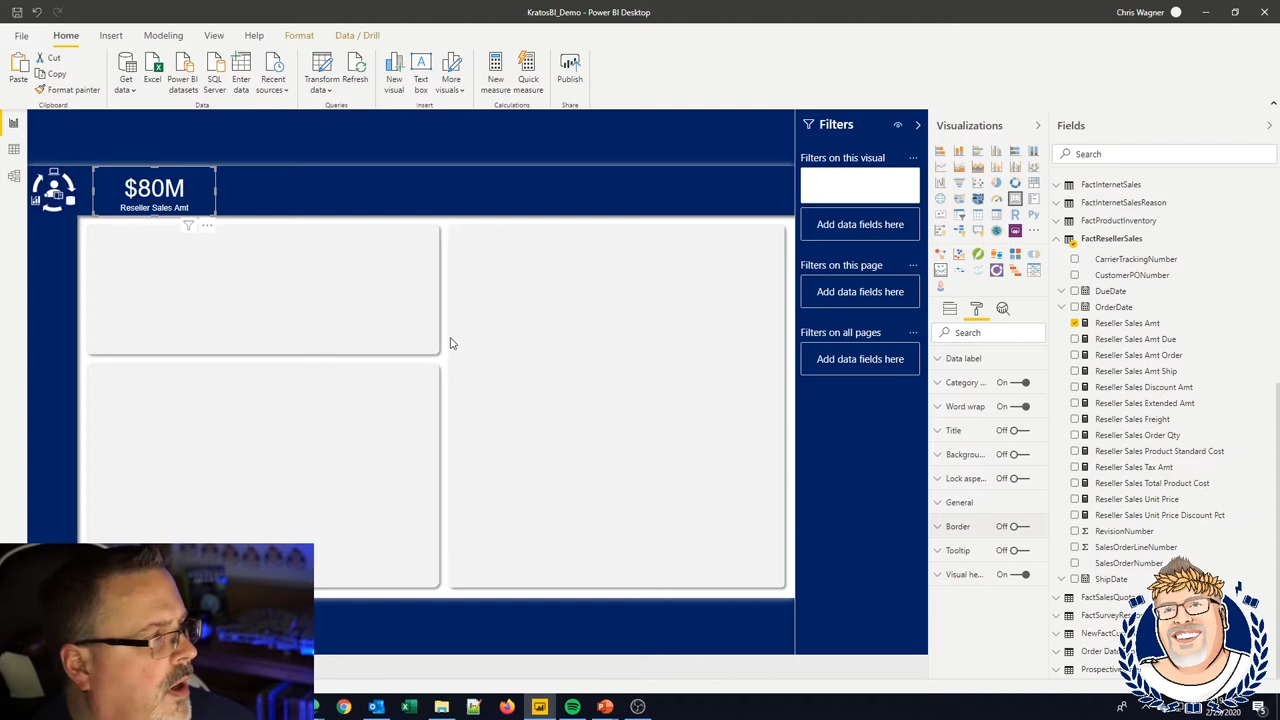 KratosBI_Demo - Power BI Desktop
Chris Wagner
File Home Insert Modeling View Help Format Data / Drill
Paste
Cut
Copy
Format painter
Clipboard
Get data
Excel
Power BI datasets
SQL Server
Enter data
Recent sources
Data
Transform data
Refresh
Queries
New visual
Text box
More visuals
Insert
New measure
Quick measure
Calculations
Publish
Share
$80M
Reseller Sales Amt
Filters
Filters on this visual ...
Add data fields here
Filters on this page ...
Add data fields here
Filters on all pages ...
Add data fields here
Visualizations
R Py
...
Search
Data label
Category ... On
Word wrap On
Title Off
Backgrou... Off
Lock aspe... Off
General
Border Off
Tooltip Off
Visual he... On
Fields
Search
FactInternetSales
FactInternetSalesReason
FactProductInventory
FactResellerSales
CarrierTrackingNumber
CustomerPONumber
DueDate
OrderDate
Reseller Sales Amt
Reseller Sales Amt Due
Reseller Sales Amt Order
Reseller Sales Amt Ship
Reseller Sales Discount Amt
Reseller Sales Extended Amt
Reseller Sales Freight
Reseller Sales Order Qty
Reseller Sales Product Standard Cost
Reseller Sales Tax Amt
Reseller Sales Total Product Cost
Reseller Sales Unit Price
Reseller Sales Unit Price Discount Pct
RevisionNumber
SalesOrderLineNumber
SalesOrderNumber
ShipDate
FactSalesQuot
FactSurveyRes
NewFactCu
Order Dat
Prospectiv